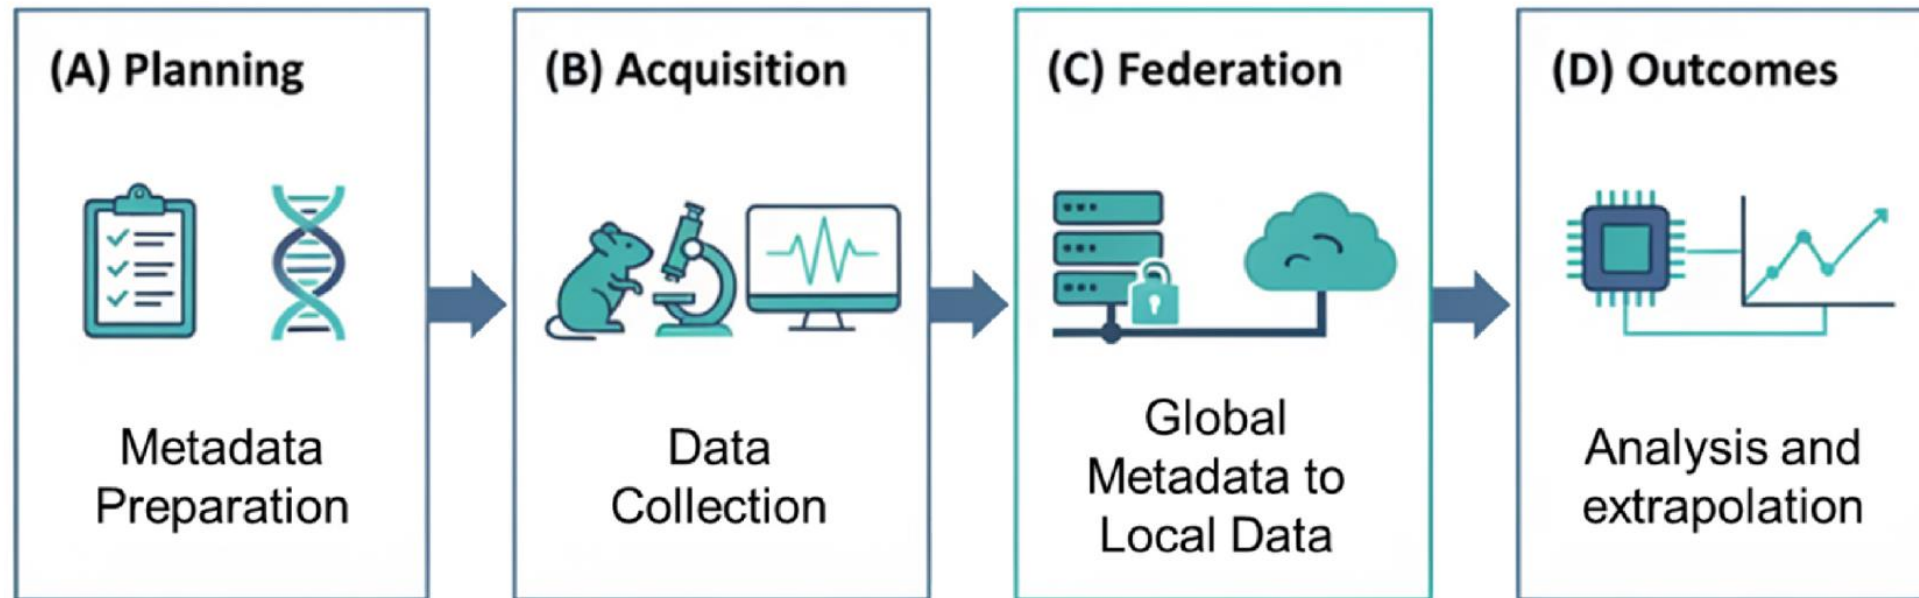 (A) Planning
Metadata
Preparation
(B) Acquisition
Data
Collection
(C) Federation
Global
Metadata to
Local Data
(D) Outcomes
Analysis and
extrapolation